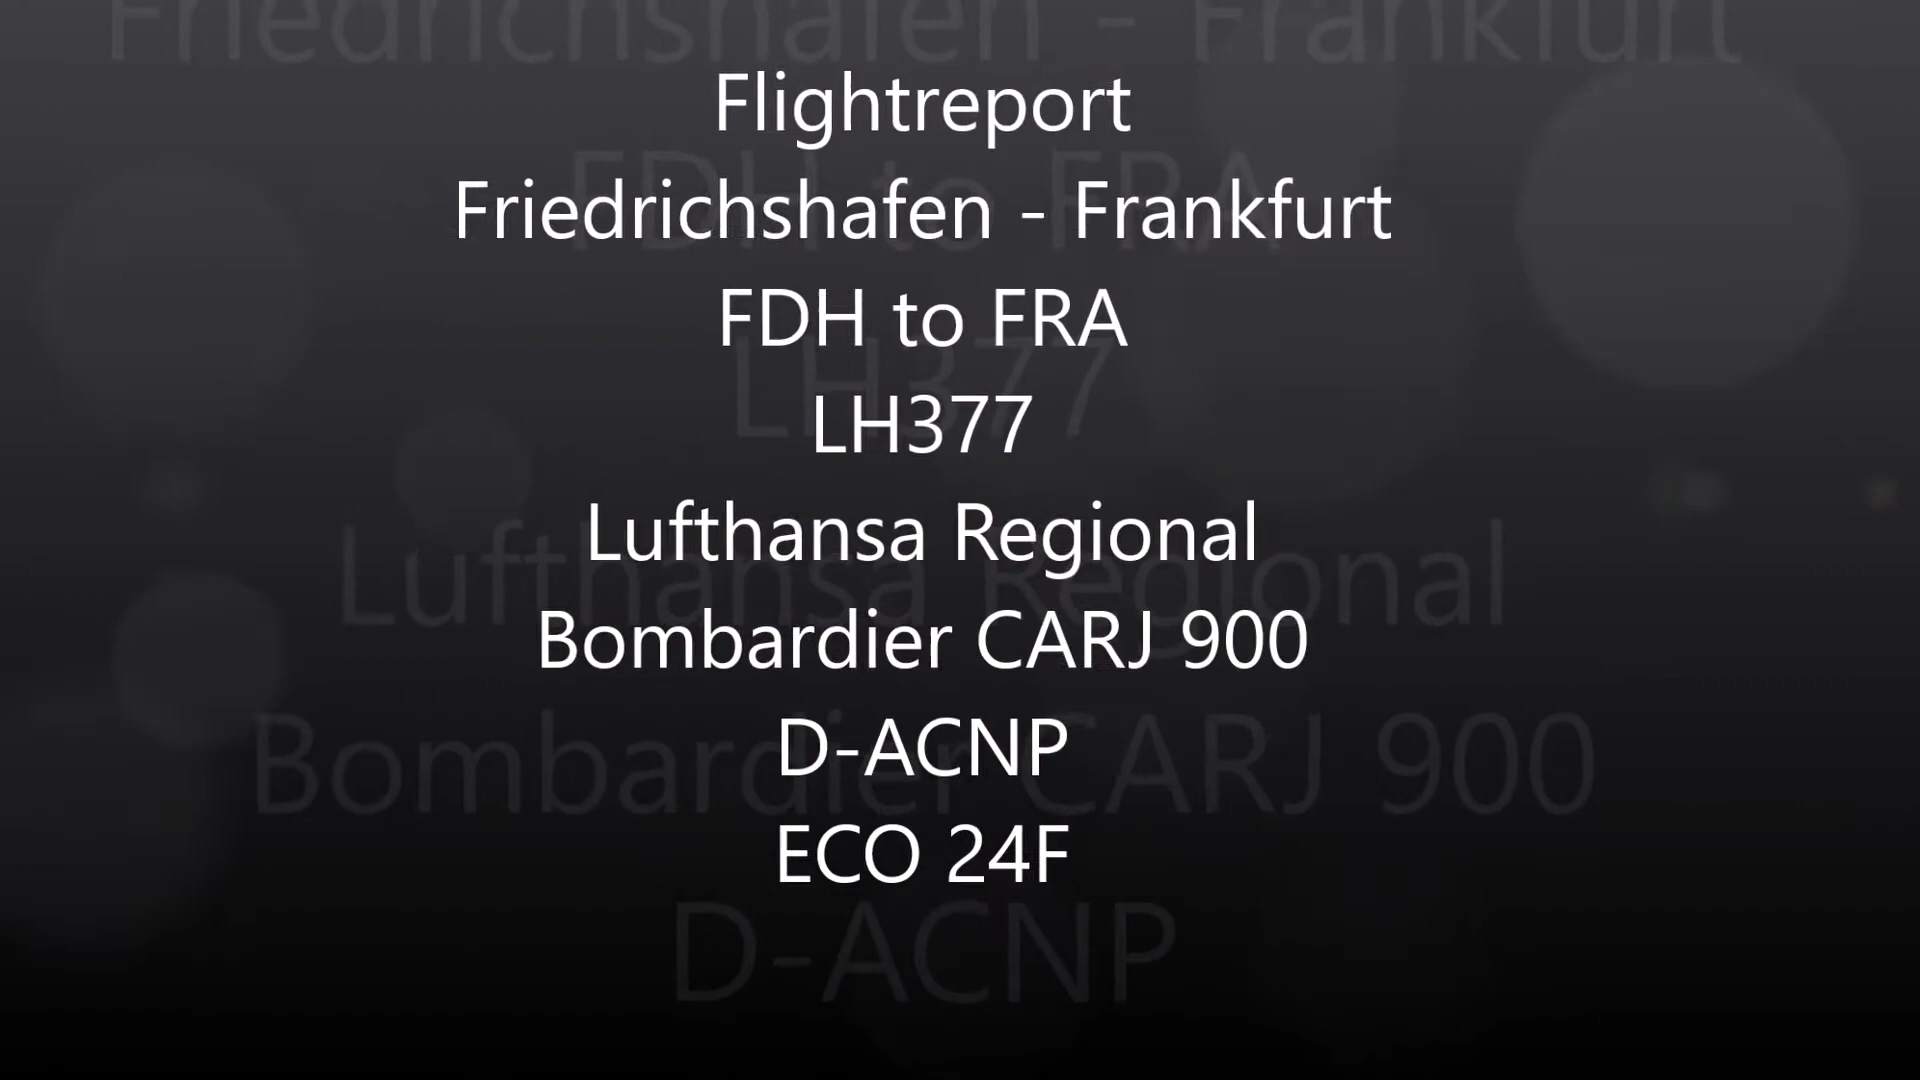 Flightreport
Friedrichshafen - Frankfurt
FDH to FRA
LH377
Lufthansa Regional
Bombardier CARJ 900
D-ACNP
ECO 24F